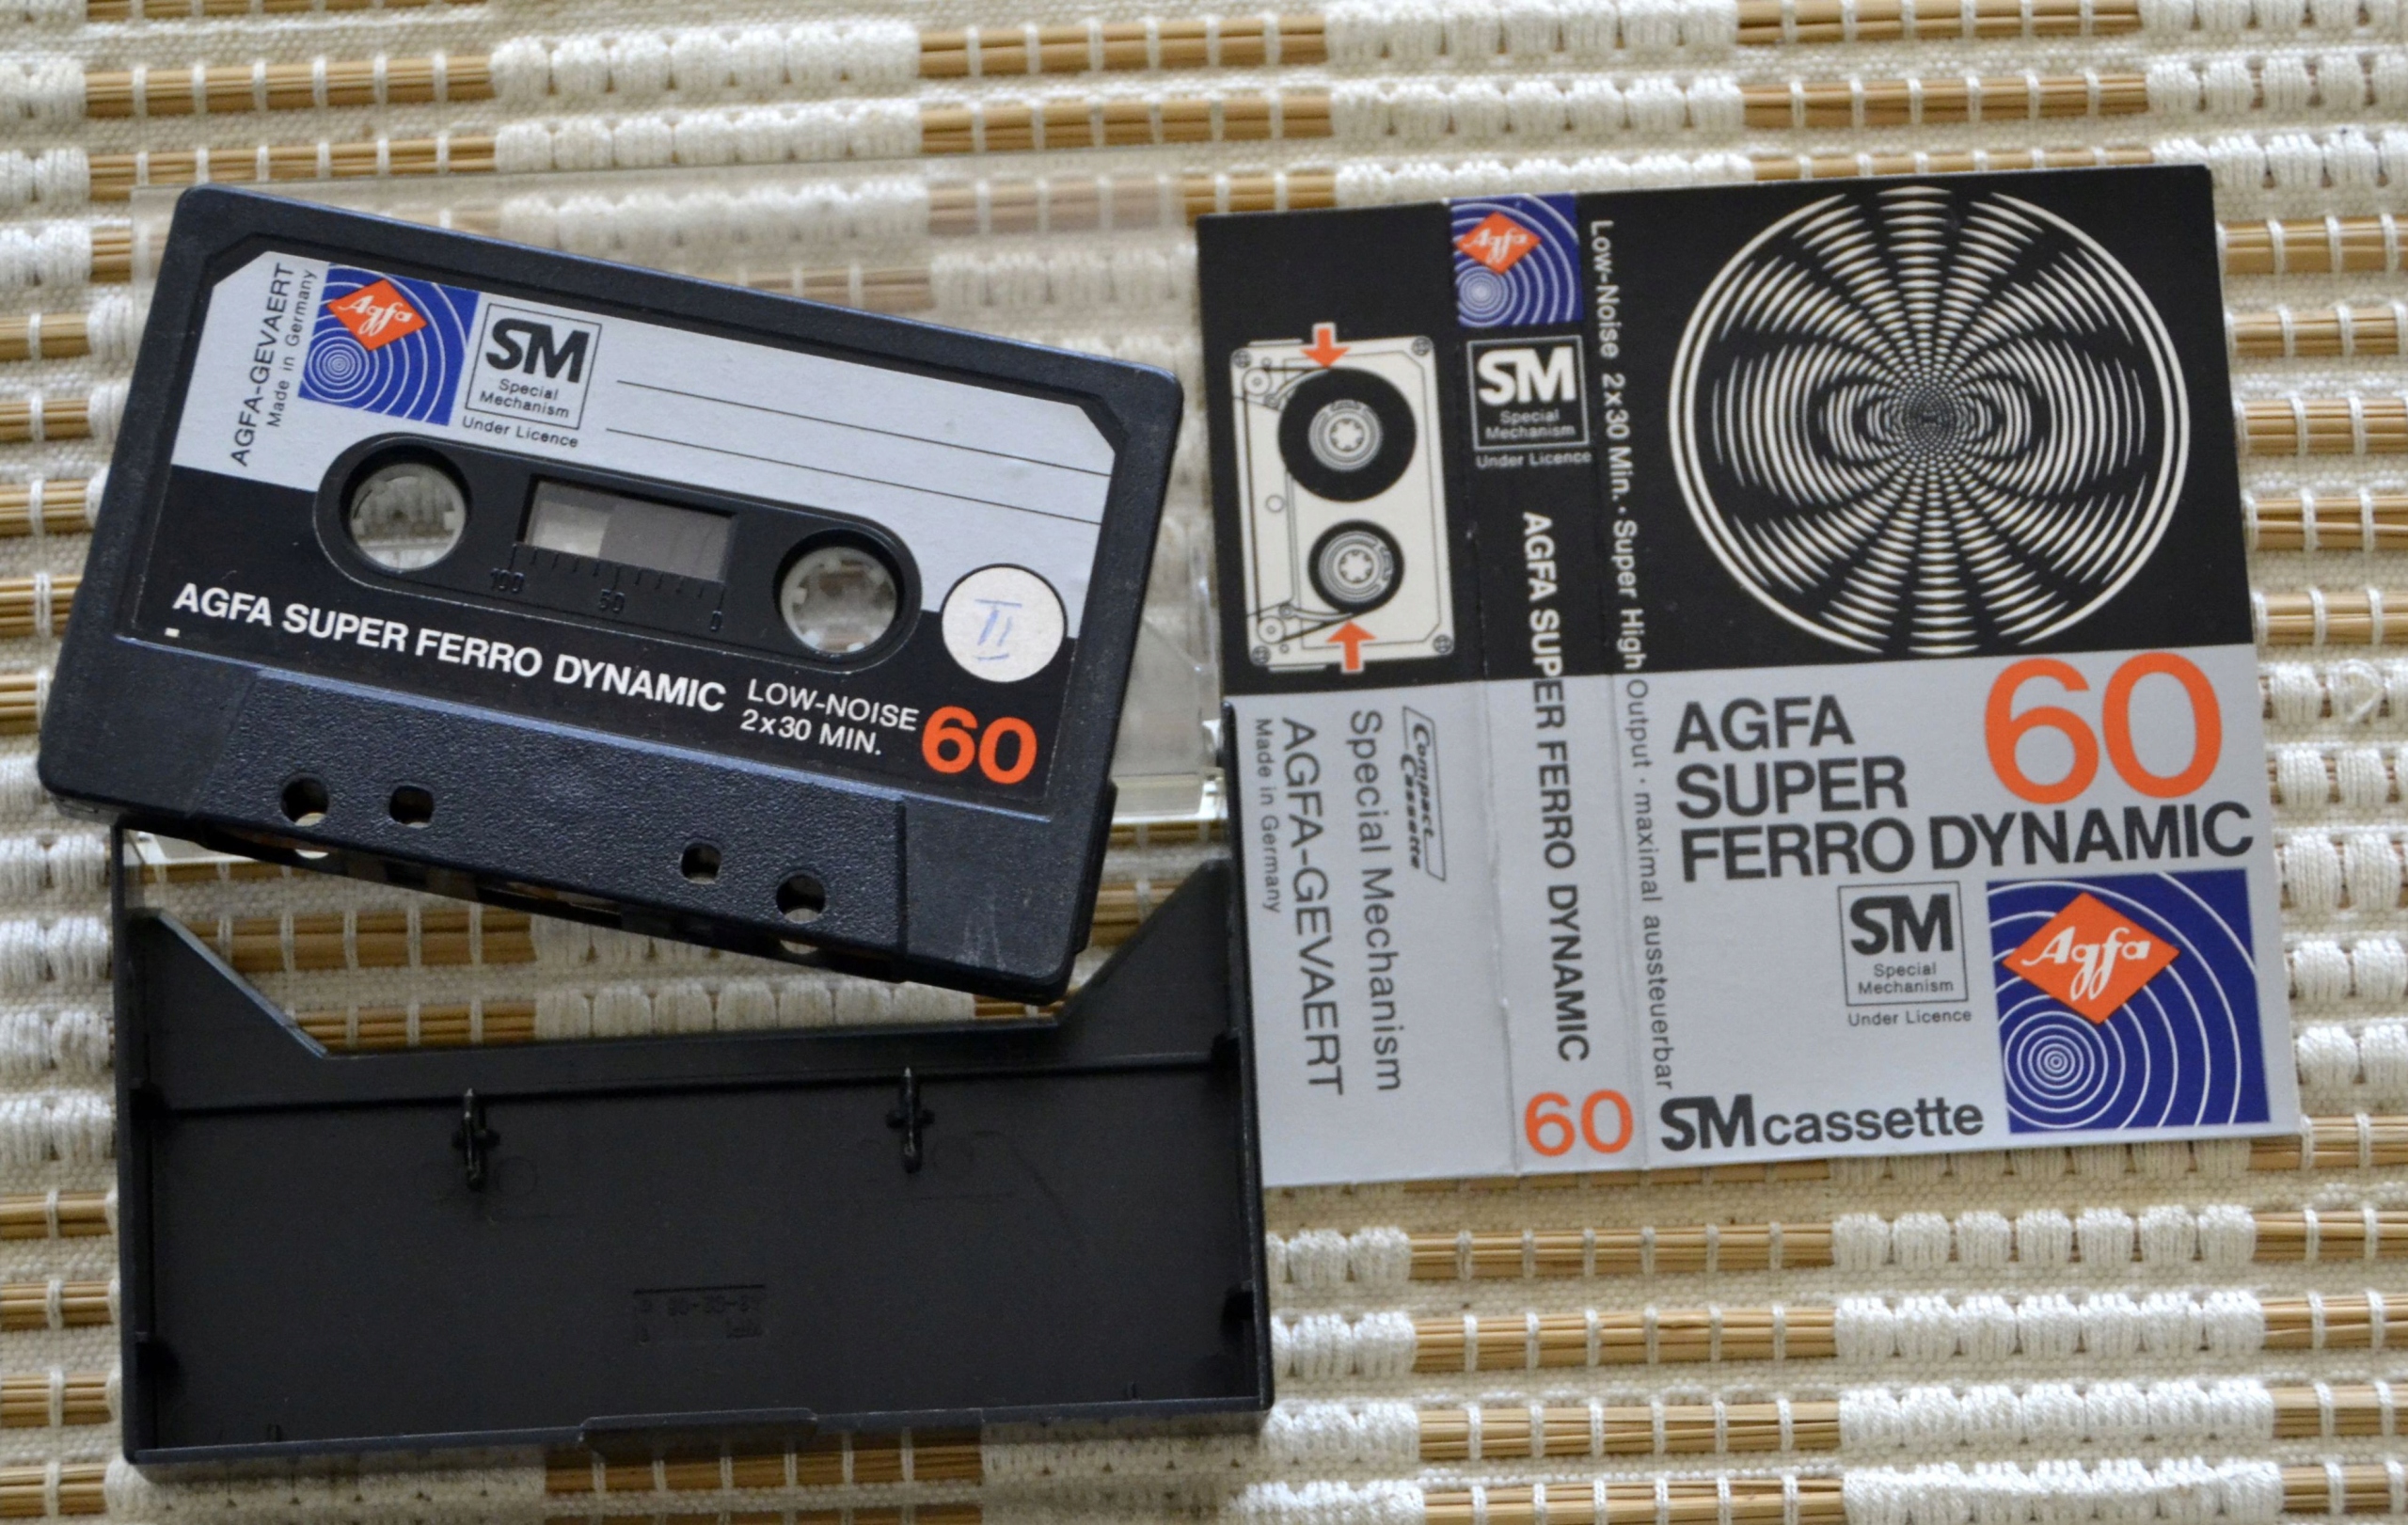 AGFA-GEVAERT
Made in Germany
Agfa
SM
Special
Mechanism
Under Licence
100 50 0
II
AGFA SUPER FERRO DYNAMIC
LOW-NOISE
2x30 MIN.
60
Compact
Cassette
Special Mechanism
AGFA-GEVAERT
Made in Germany
Agfa
SM
Special
Mechanism
Under Licence
AGFA SUPER FERRO DYNAMIC
60
Low-Noise 2x30 Min. · Super High Output · maximal aussteuerbar
60
AGFA
SUPER
FERRO DYNAMIC
SM
Special
Mechanism
Under Licence
Agfa
SM cassette